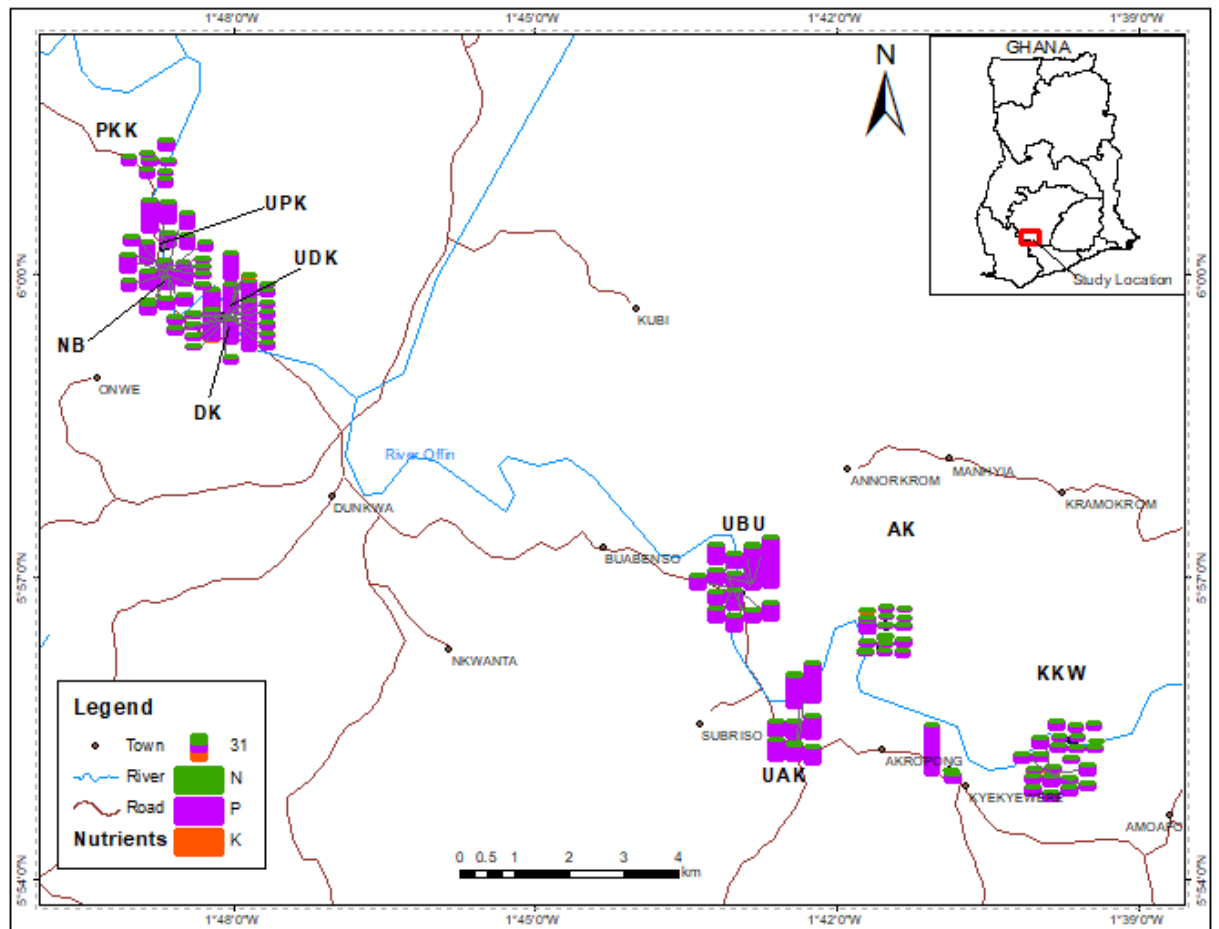 1°48'0"W 1°45'0"W 1°42'0"W 1°39'0"W
GHANA
N
PKK
UPK
UDK
Study Location
6°0'0"N 6°0'0"N
KUBI
NB
ONWE
DK
River Offin
MANHYIA
ANNORKROM
KRAMOKROM
DUNKWA
UBU
AK
BUABENSO
5°57'0"N 5°57'0"N
NKWANTA
KKW
Legend
Town 31
River N
Road P
Nutrients K
SUBRISO
UAK
AKROPONG
KYEKYEWERE
AMOAFO
0 0.5 1 2 3 4
km
5°54'0"N 5°54'0"N
1°48'0"W 1°45'0"W 1°42'0"W 1°39'0"W